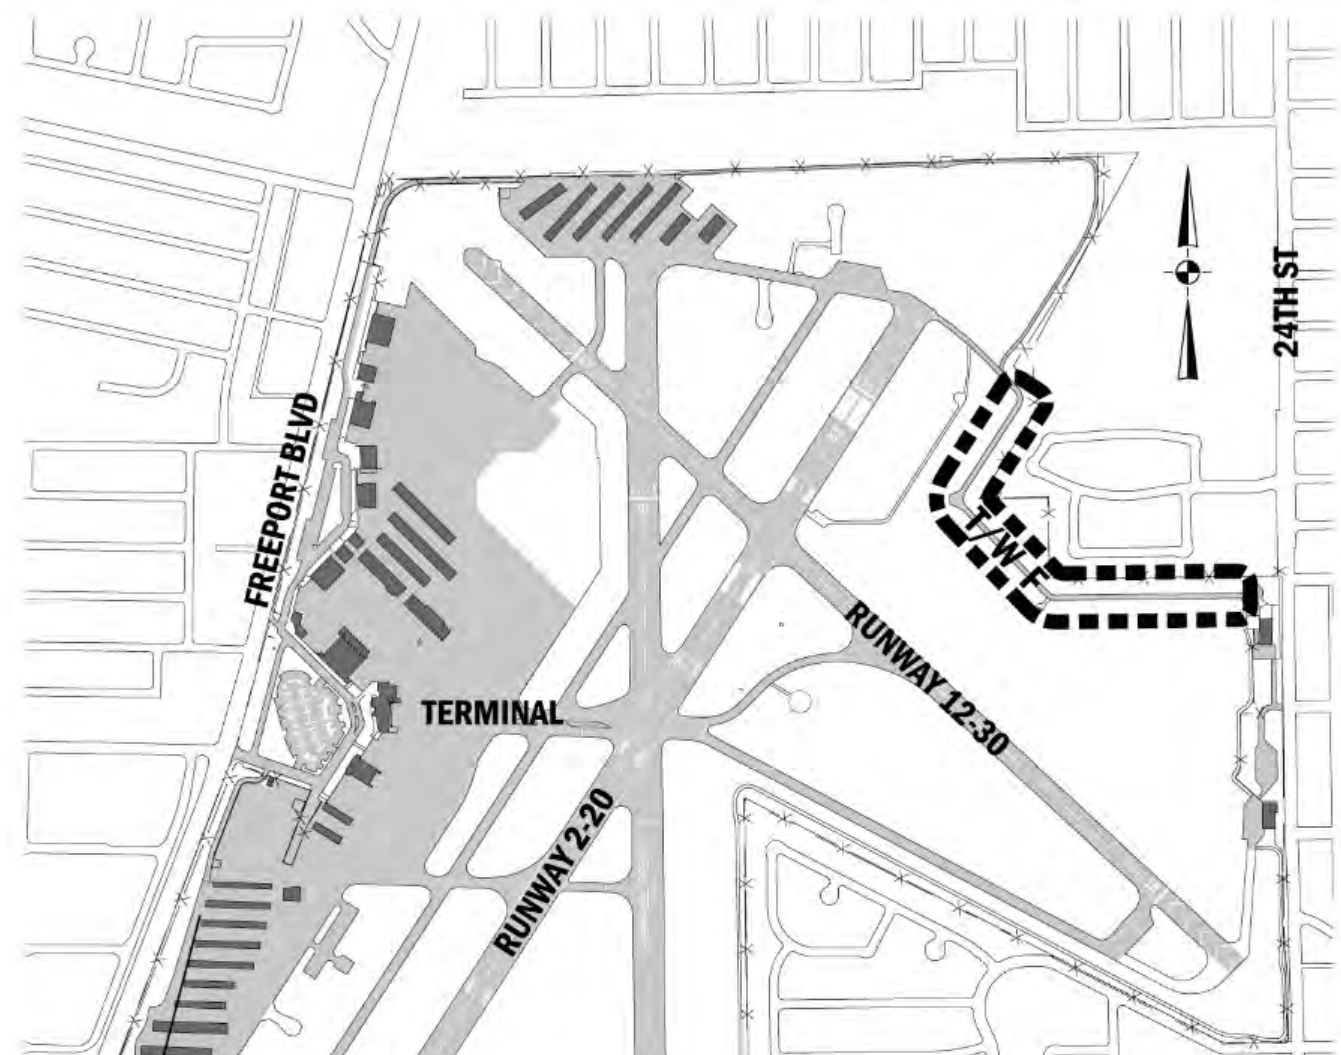 24TH ST
FREEPORT BLVD
T/W F
RUNWAY 12-30
TERMINAL
RUNWAY 2-20